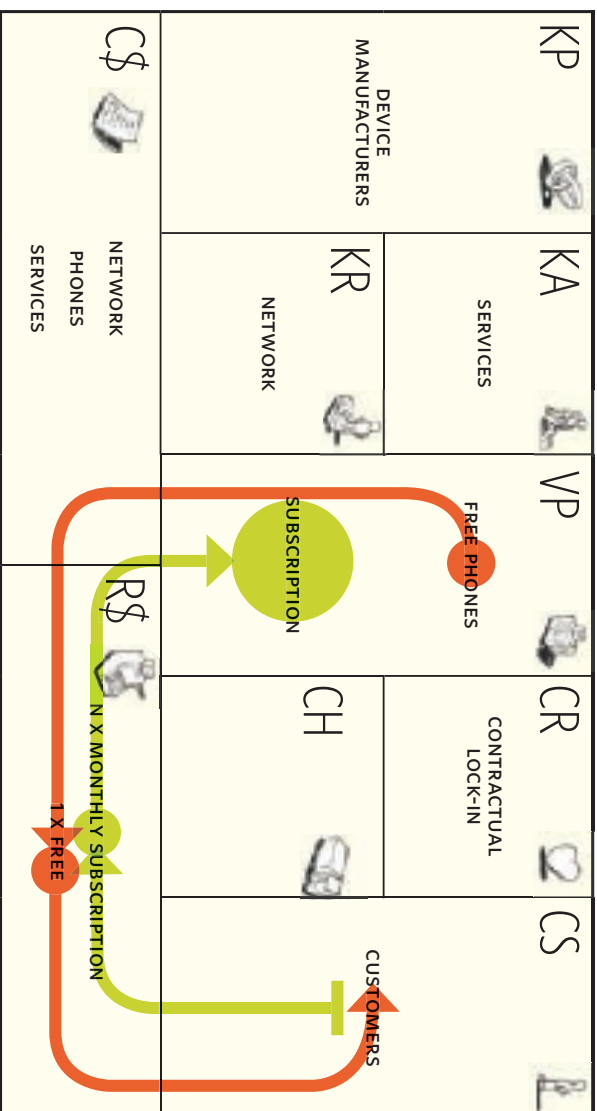 KP
DEVICE
MANUFACTURERS
KA
SERVICES
KR
NETWORK
VP
FREE PHONES
SUBSCRIPTION
CR
CONTRACTUAL
LOCK-IN
CH
CS
CUSTOMERS
C$
NETWORK
PHONES
SERVICES
R$
N X MONTHLY SUBSCRIPTION
1 X FREE